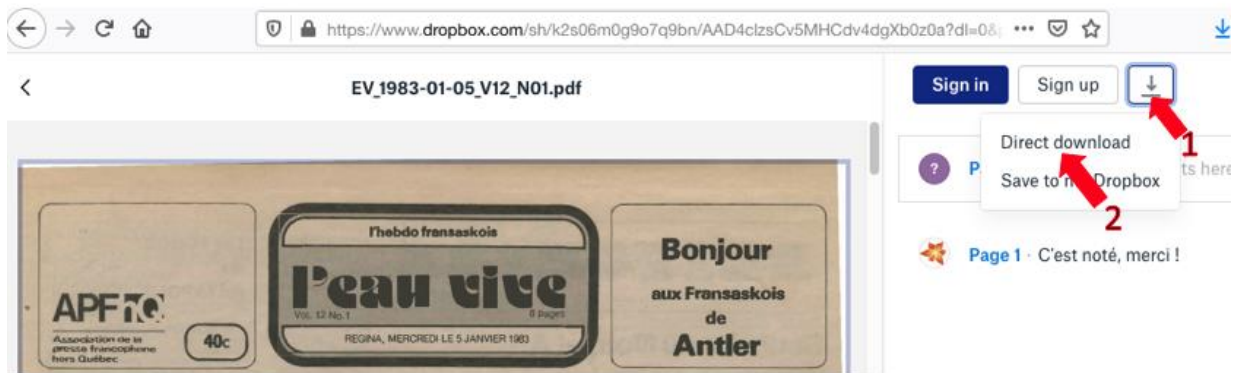 https://www.dropbox.com/sh/k2s06m0g9o7q9bn/AAD4clzsCv5MHCdv4dgXb0z0a?dl=0&
EV_1983-01-05_V12_N01.pdf
Sign in
Sign up
1
Direct download
Save to Dropbox
ts here
2
?
P
Page 1 · C'est noté, merci !
l'hebdo fransaskois
l'eau vive
Vol. 12 No. 1
8 pages
REGINA, MERCREDI LE 5 JANVIER 1983
APF HQ
Association de la
presse francophone
hors Québec
40c
Bonjour
aux Fransaskois
de
Antler